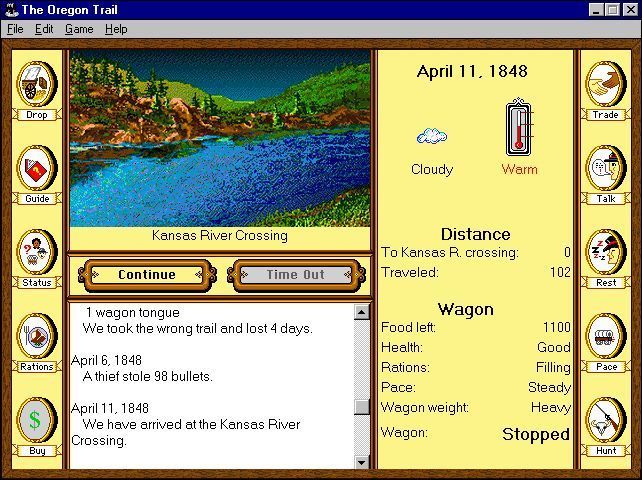 The Oregon Trail
File Edit Game Help
Drop
Guide
Status
Rations
Buy
Kansas River Crossing
Continue
Time Out
1 wagon tongue
We took the wrong trail and lost 4 days.
April 6, 1848
A thief stole 98 bullets.
April 11, 1848
We have arrived at the Kansas River
Crossing.
April 11, 1848
Cloudy
Warm
Distance
To Kansas R. crossing: 0
Traveled: 102
Wagon
Food left: 1100
Health: Good
Rations: Filling
Pace: Steady
Wagon weight: Heavy
Wagon: Stopped
Trade
Talk
Rest
Pace
Hunt